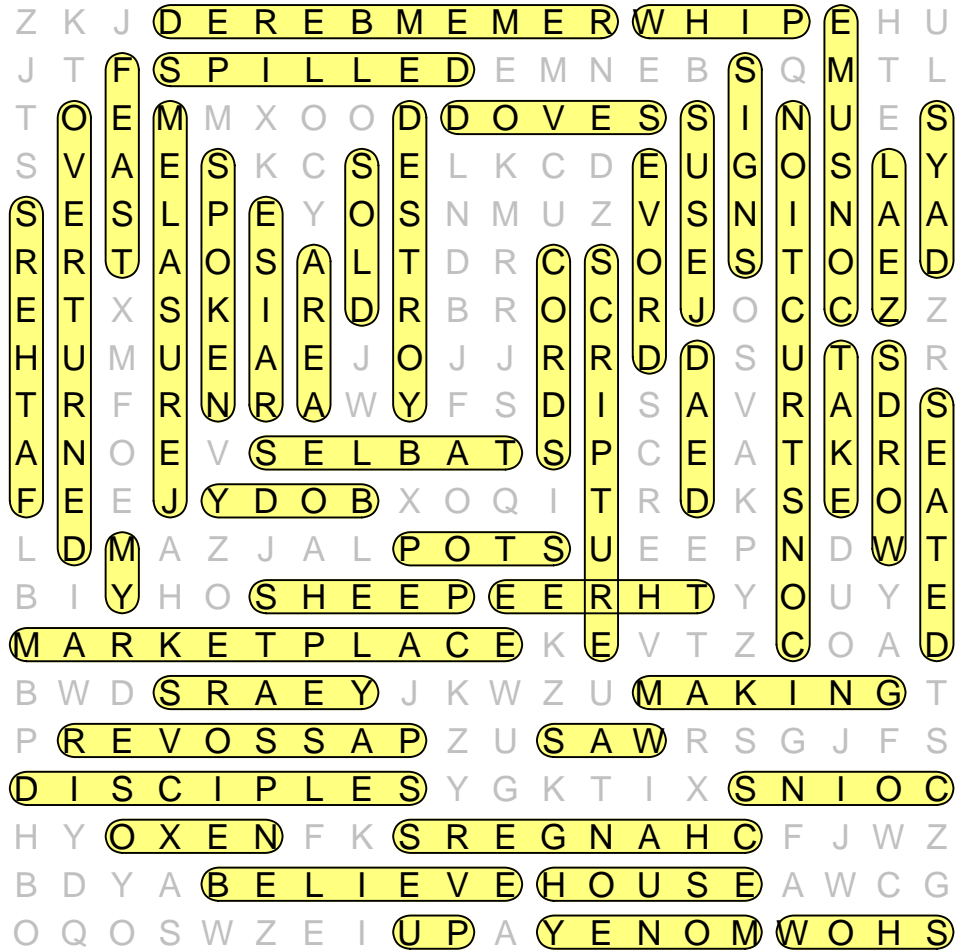 Z K J D E R E B M E M E R W H I P E H U
J T F S P I L L E D E M N E B S Q M T L
T O E M M X O O D D O V E S S I N U E S
S V A E S K C S E L K C D E U G O S L Y
S E S L P E Y O S N M U Z V S N I N A A
R R T A O S A L T D R C S O E S T O E D
E T X S K I R D R B R O C R J O C C Z Z
H U M U E A E J O J J R R D D S U T S R
T R F R N R A W Y F S D I S A V R A D S
A N O E V S E L B A T S P C E A T K R E
F E E J Y D O B X O Q I T R D K S E O A
L D M A Z J A L P O T S U E E P N D W T
B I Y H O S H E E P E E R H T Y O U Y E
M A R K E T P L A C E K E V T Z C O A D
B W D S R A E Y J K W Z U M A K I N G T
P R E V O S S A P Z U S A W R S G J F S
D I S C I P L E S Y G K T I X S N I O C
H Y O X E N F K S R E G N A H C F J W Z
B D Y A B E L I E V E H O U S E A W C G
O Q O S W Z E I U P A Y E N O M W O H S